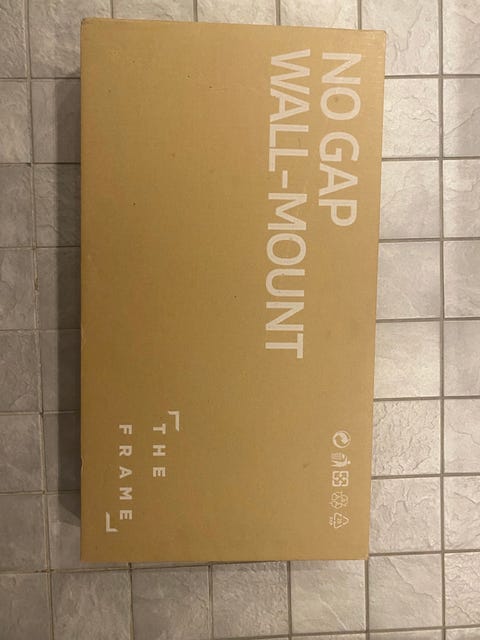 NO GAP
WALL-MOUNT
THE
FRAME